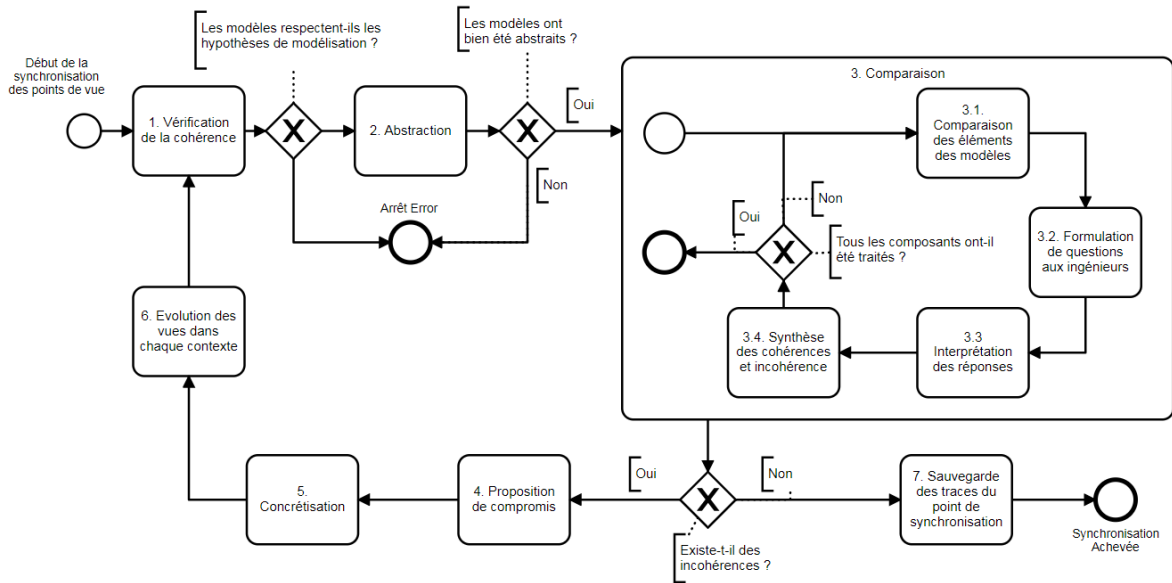 Les modèles respectent-ils les
hypothèses de modélisation ?
Les modèles ont
bien été abstraits ?
Début de la
synchronisation
des points de vue
1. Vérification
de la cohérence
X
2. Abstraction
X
Oui
Non
Arrêt Error
3. Comparaison
3.1.
Comparaison
des éléments
des modèles
Non
Oui
X
Tous les composants ont-il
été traités ?
3.2. Formulation
de questions
aux ingénieurs
3.4. Synthèse
des cohérences
et incohérence
3.3
Interprétation
des réponses
6. Evolution des
vues dans
chaque contexte
5.
Concrêtisation
4. Proposition
de compromis
Oui
X
Non
Existe-t-il des
incohérences ?
7. Sauvegarde
des traces du
point de
synchronisation
Synchronisation
Achevée